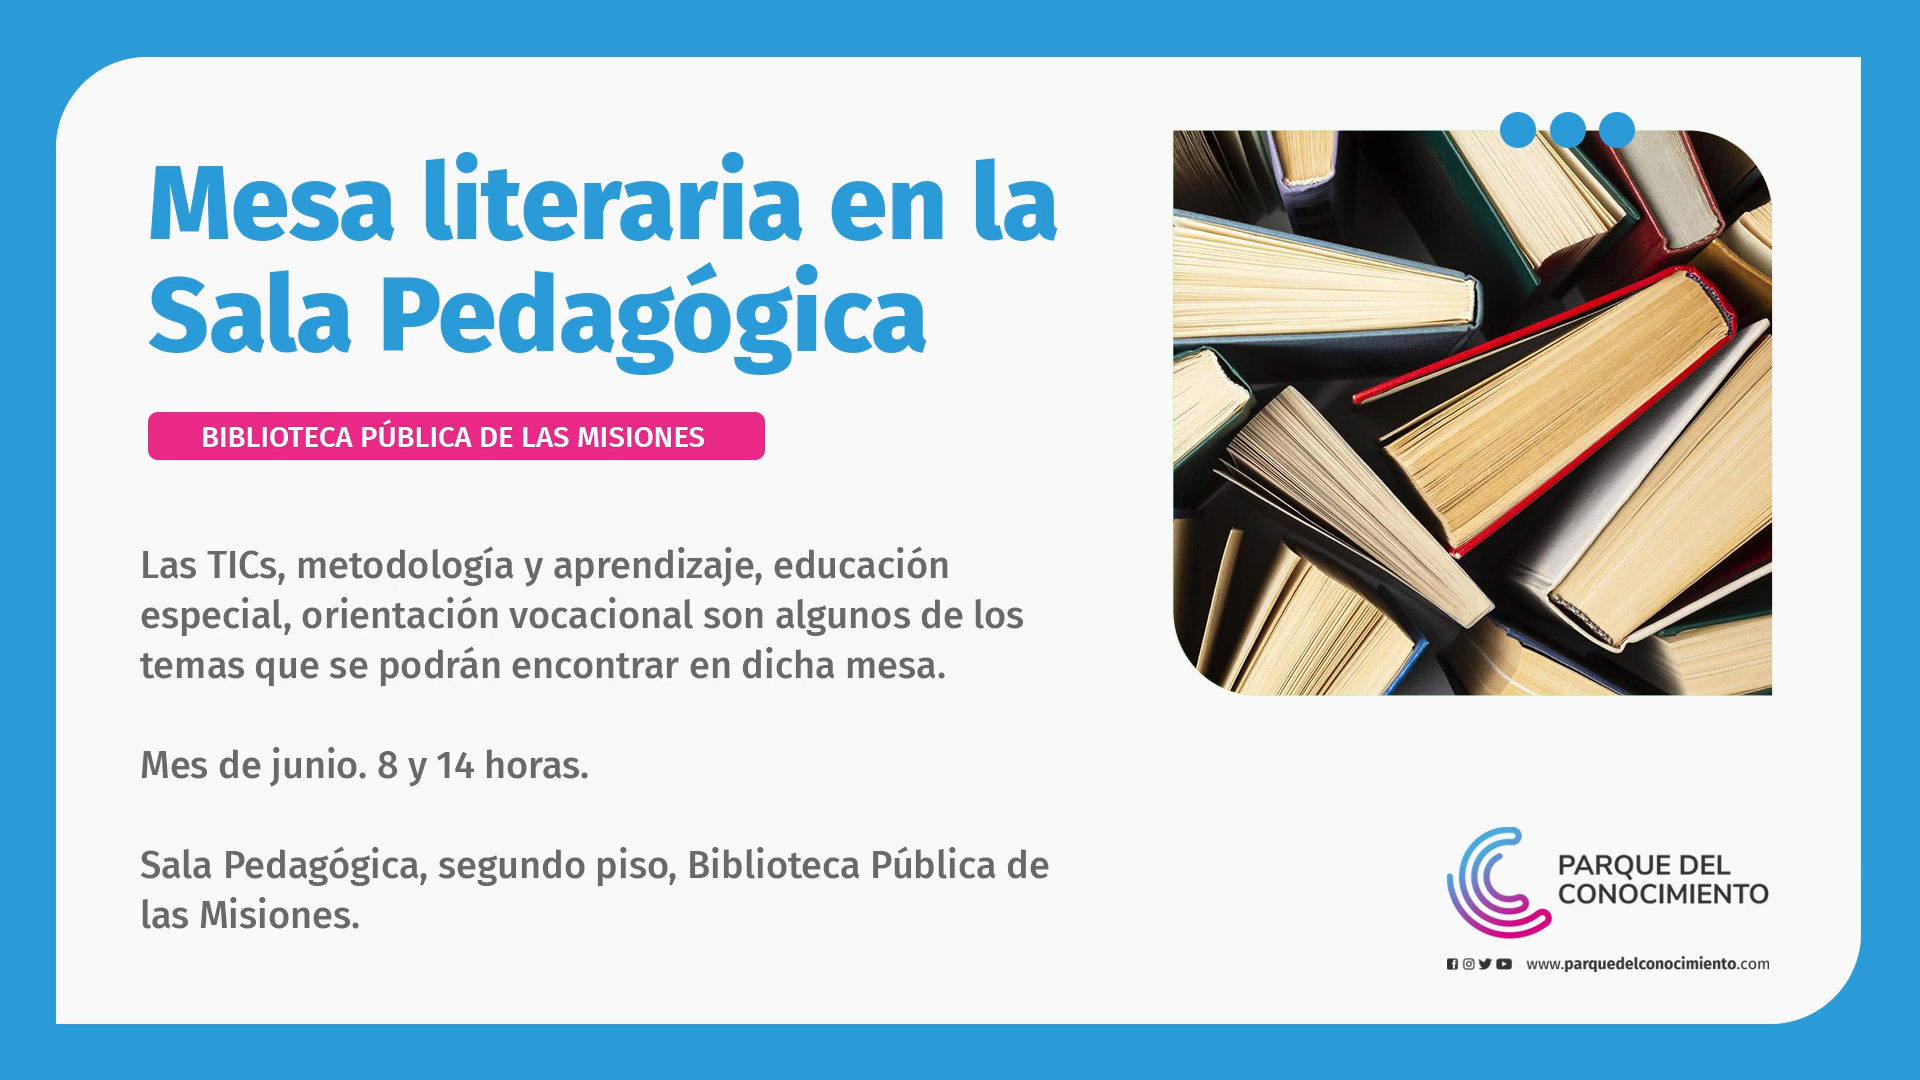 Mesa literaria en la
Sala Pedagógica
BIBLIOTECA PÚBLICA DE LAS MISIONES
Las TICs, metodología y aprendizaje, educación
especial, orientación vocacional son algunos de los
temas que se podrán encontrar en dicha mesa.
Mes de junio. 8 y 14 horas.
Sala Pedagógica, segundo piso, Biblioteca Pública de
las Misiones.
PARQUE DEL
CONOCIMIENTO
www.parquedelconocimiento.com